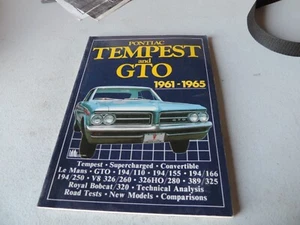 PONTIAC
TEMPEST
and
GTO
1961-1965
Tempest · Supercharged · Convertible
Le Mans · GTO · 194/110 · 194/155 · 194/166
194/250 · V8 326/260 · 326HO/280 · 389/325
Royal Bobcat/320 · Technical Analysis
Road Tests · New Models · Comparisons